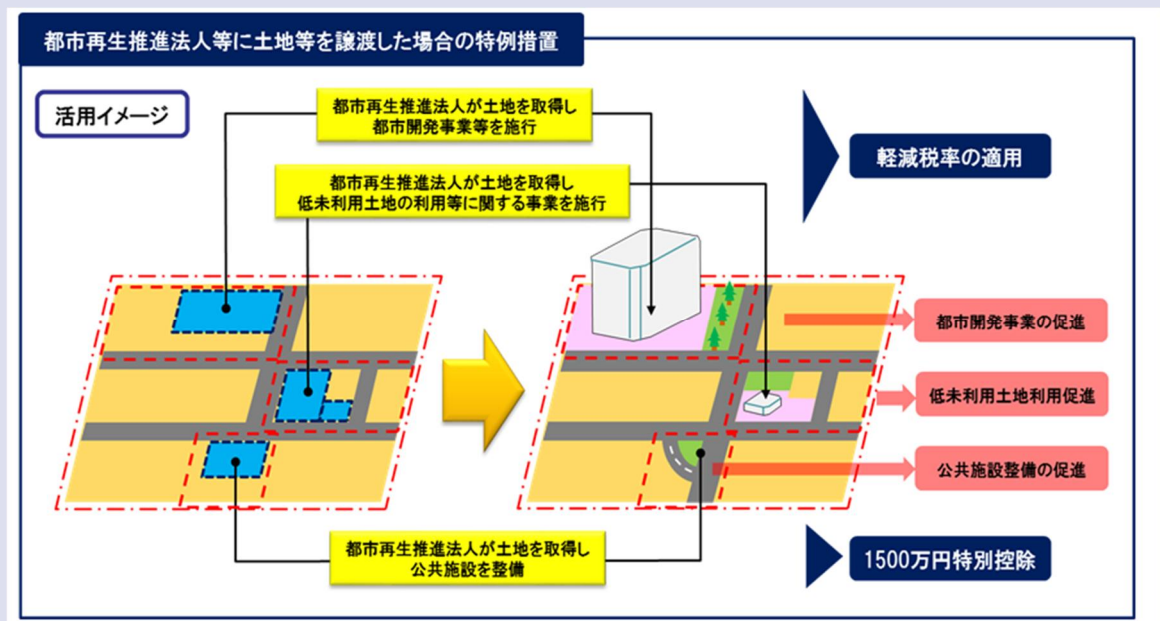 都市再生推進法人等に土地等を譲渡した場合の特例措置
活用イメージ
都市再生推進法人が土地を取得し
都市開発事業等を施行
都市再生推進法人が土地を取得し
低未利用土地の利用等に関する事業を施行
軽減税率の適用
都市開発事業の促進
低未利用土地利用促進
公共施設整備の促進
都市再生推進法人が土地を取得し
公共施設を整備
1500万円特別控除